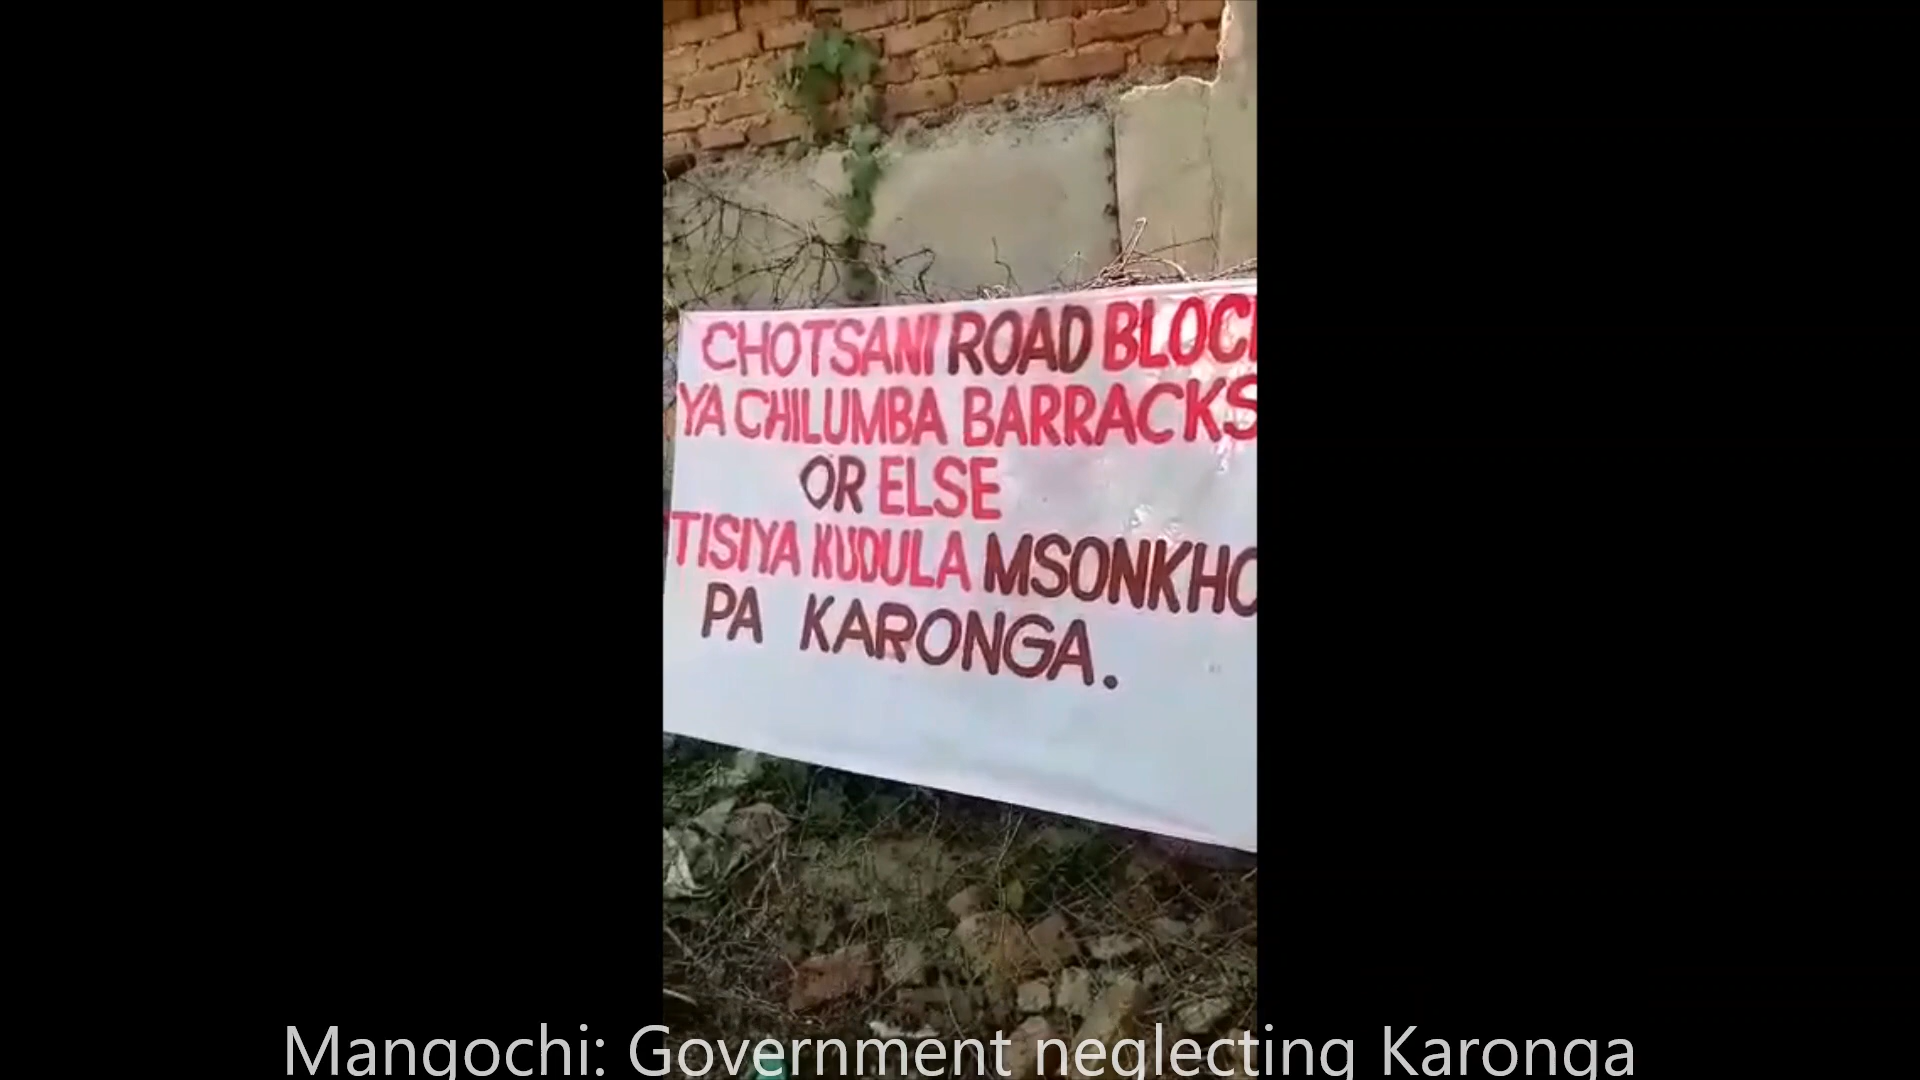 CHOTSANI ROAD BLOC
YA CHILUMBA BARRACKS
OR ELSE
TISIYA KUDULA MSONKHO
PA KARONGA.
Mangochi: Government neglecting Karonga